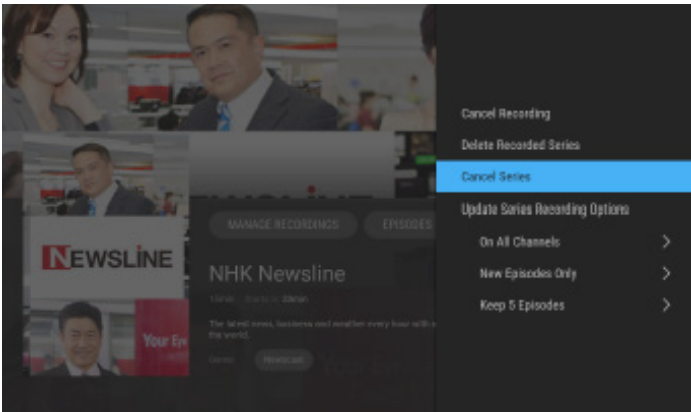 Cancel Recording
Delete Recorded Series
Cancel Series
Update Series Recording Options
On All Channels
New Episodes Only
Keep 5 Episodes
MANAGE RECORDINGS
EPISODES
NEWSLINE
NHK Newsline
The latest news, business and weather every hour with
the world.
Newscast
Your Eye